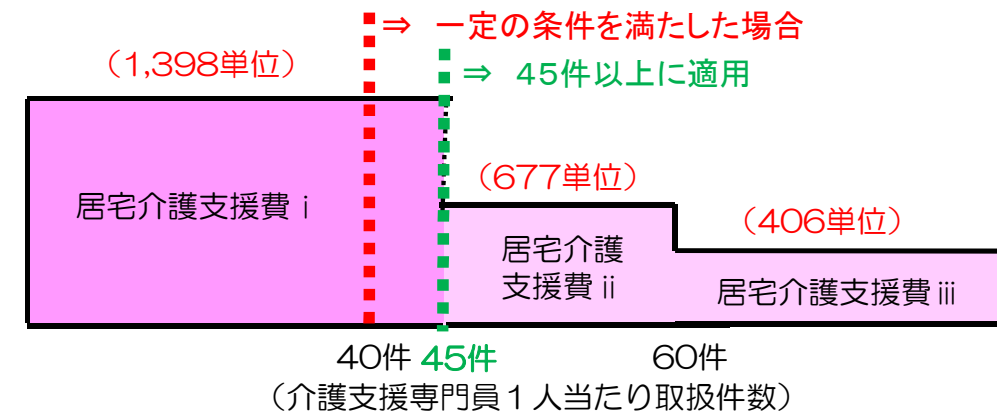 ⇒ 一定の条件を満たした場合
（1,398単位）
⇒ 45件以上に適用
（677単位）
居宅介護支援費ⅰ
（406単位）
居宅介護
支援費ⅱ
居宅介護支援費ⅲ
40件 45件 60件
（介護支援専門員１人当たり取扱件数）